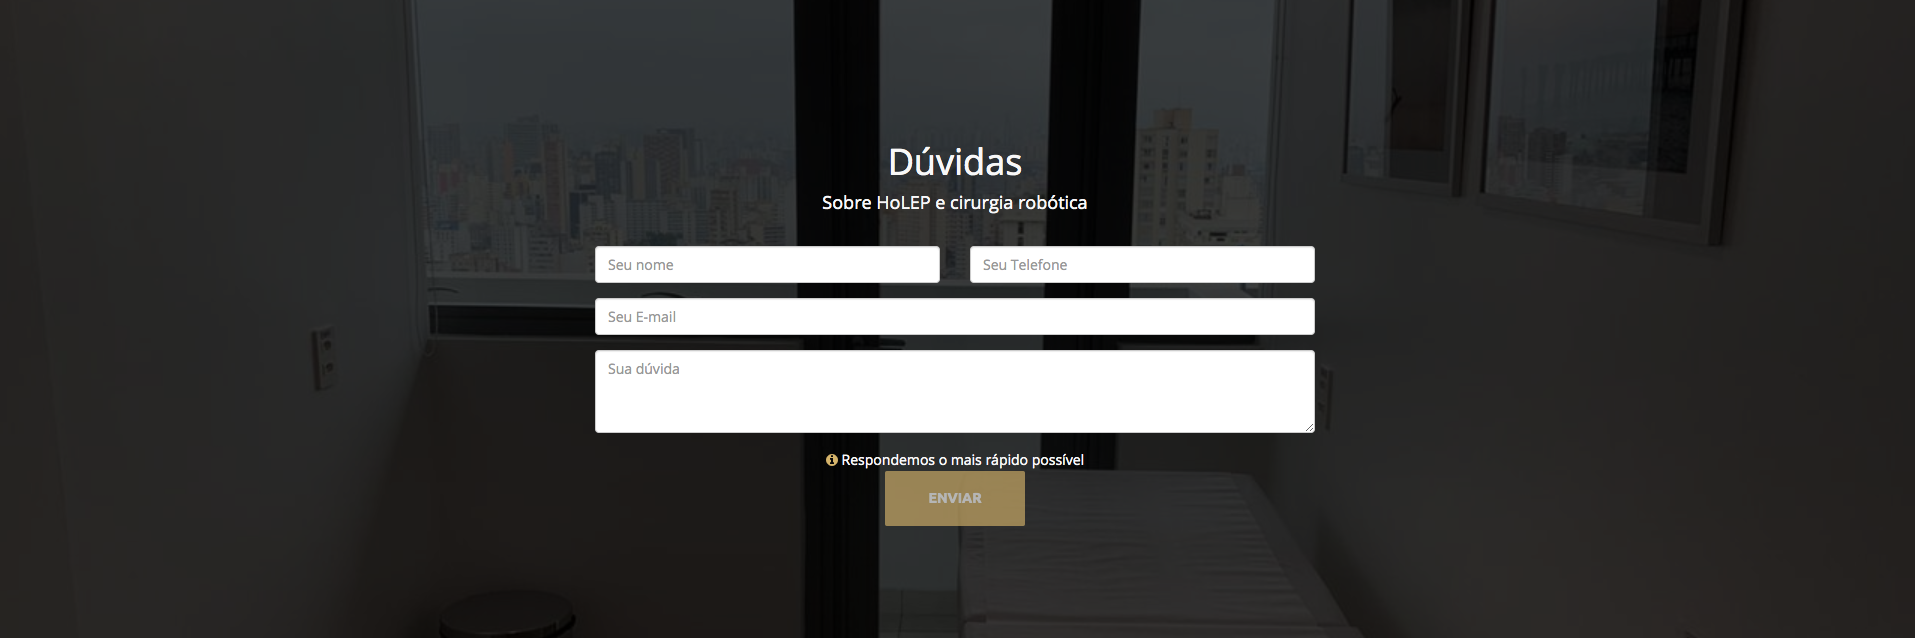 Dúvidas
Sobre HoLEP e cirurgia robótica
Seu nome
Seu Telefone
Seu E-mail
Sua dúvida
Respondemos o mais rápido possível
ENVIAR